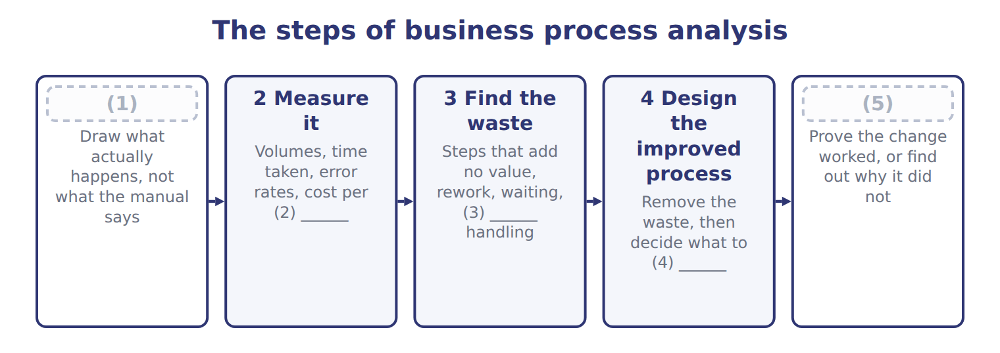 The steps of business process analysis
(1)
Draw what
actually
happens, not
what the manual
says
2 Measure
it
Volumes, time
taken, error
rates, cost per
(2) ______
3 Find the
waste
Steps that add
no value,
rework, waiting,
(3) ______
handling
4 Design
the
improved
process
Remove the
waste, then
decide what to
(4) ______
(5)
Prove the change
worked, or find
out why it did
not